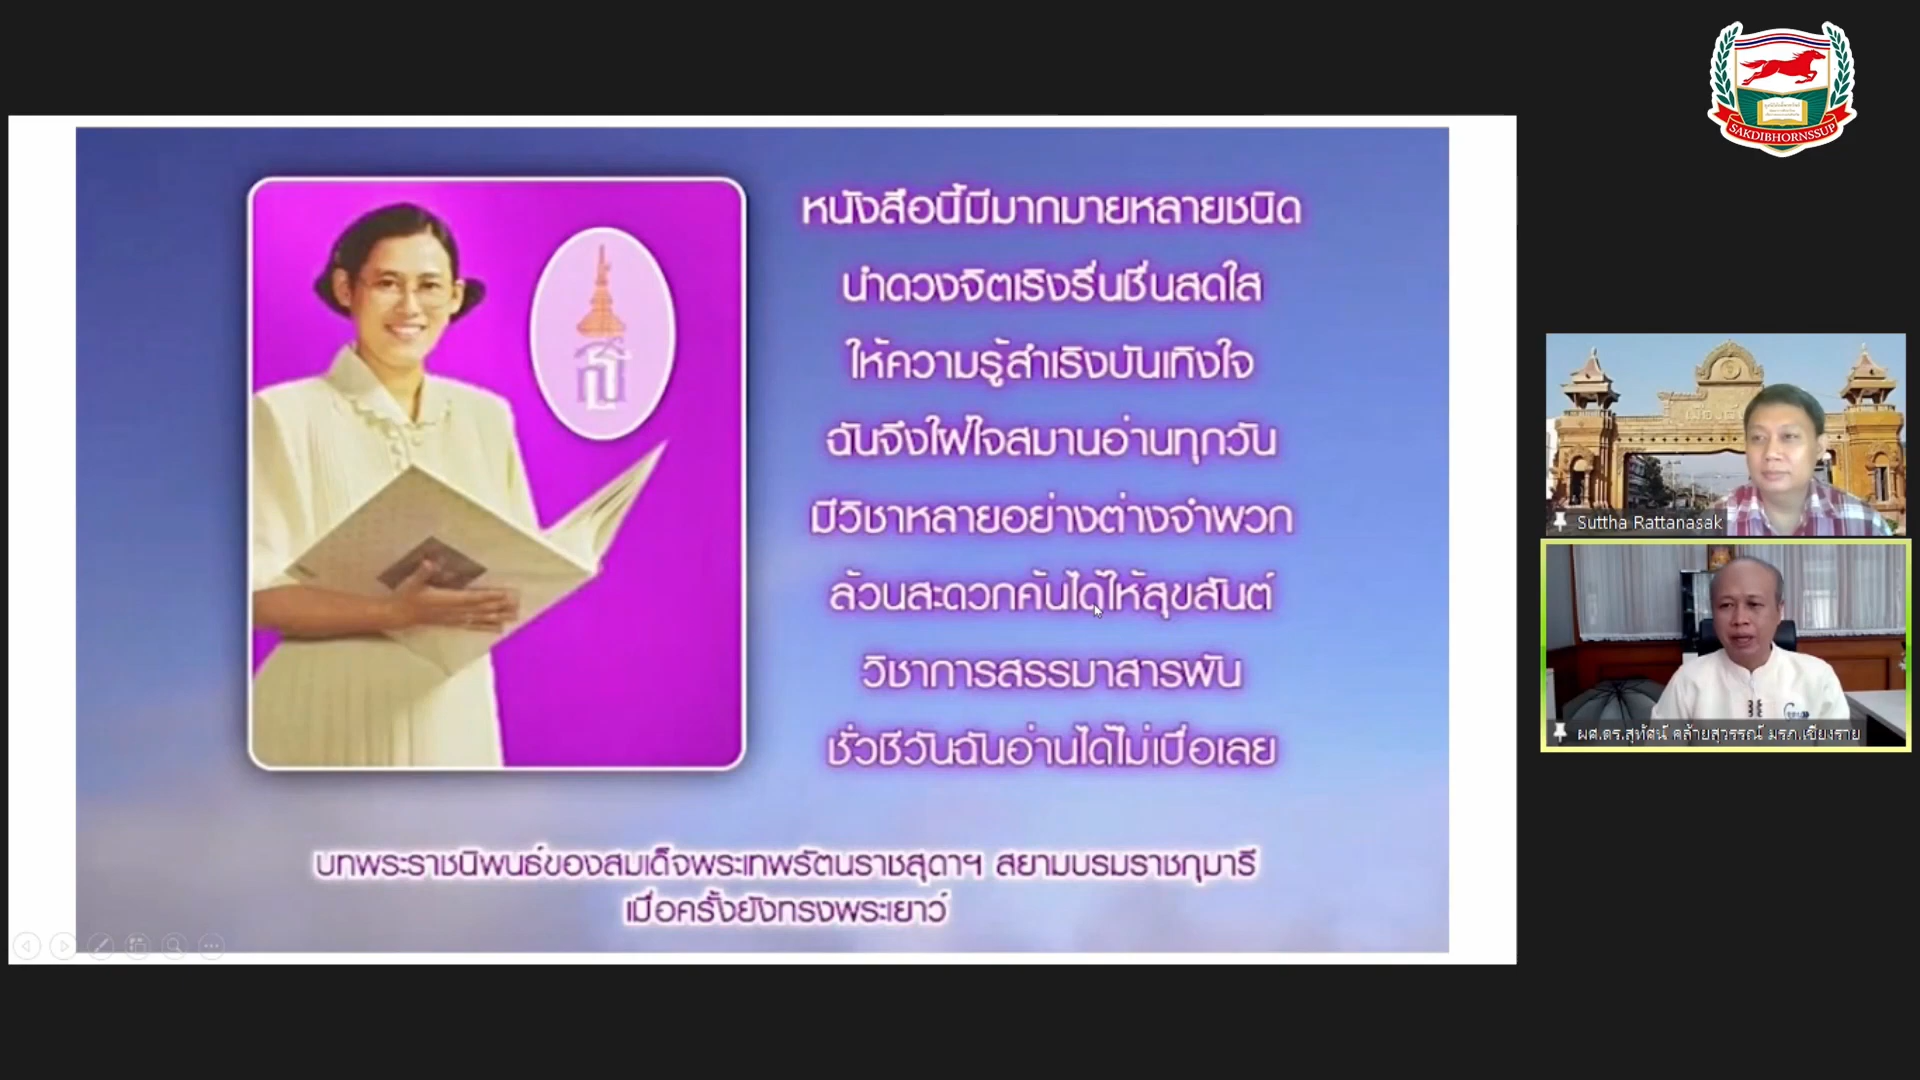 หนังสือนี้มีมากมายหลายชนิด
นำดวงจิตเริงรื่นชื่นสดใส
ให้ความรู้สำเริงบันเทิงใจ
ฉันจึงใฝ่ใจสมานอ่านทุกวัน
มีวิชาหลายอย่างต่างจำพวก
ล้วนสะดวกค้นได้ให้สุขสันต์
วิชาการสรรมาสารพัน
ชั่วชีวันฉันอ่านได้ไม่เบื่อเลย
บทพระราชนิพนธ์ของสมเด็จพระเทพรัตนราชสุดาฯ สยามบรมราชกุมารี
เมื่อครั้งยังทรงพระเยาว์
SAKDIBHORNSSUP
Suttha Rattanasak
ผศ.ดร.สุทัศน์ คล้ายสุวรรณ์ มรภ.เชียงราย